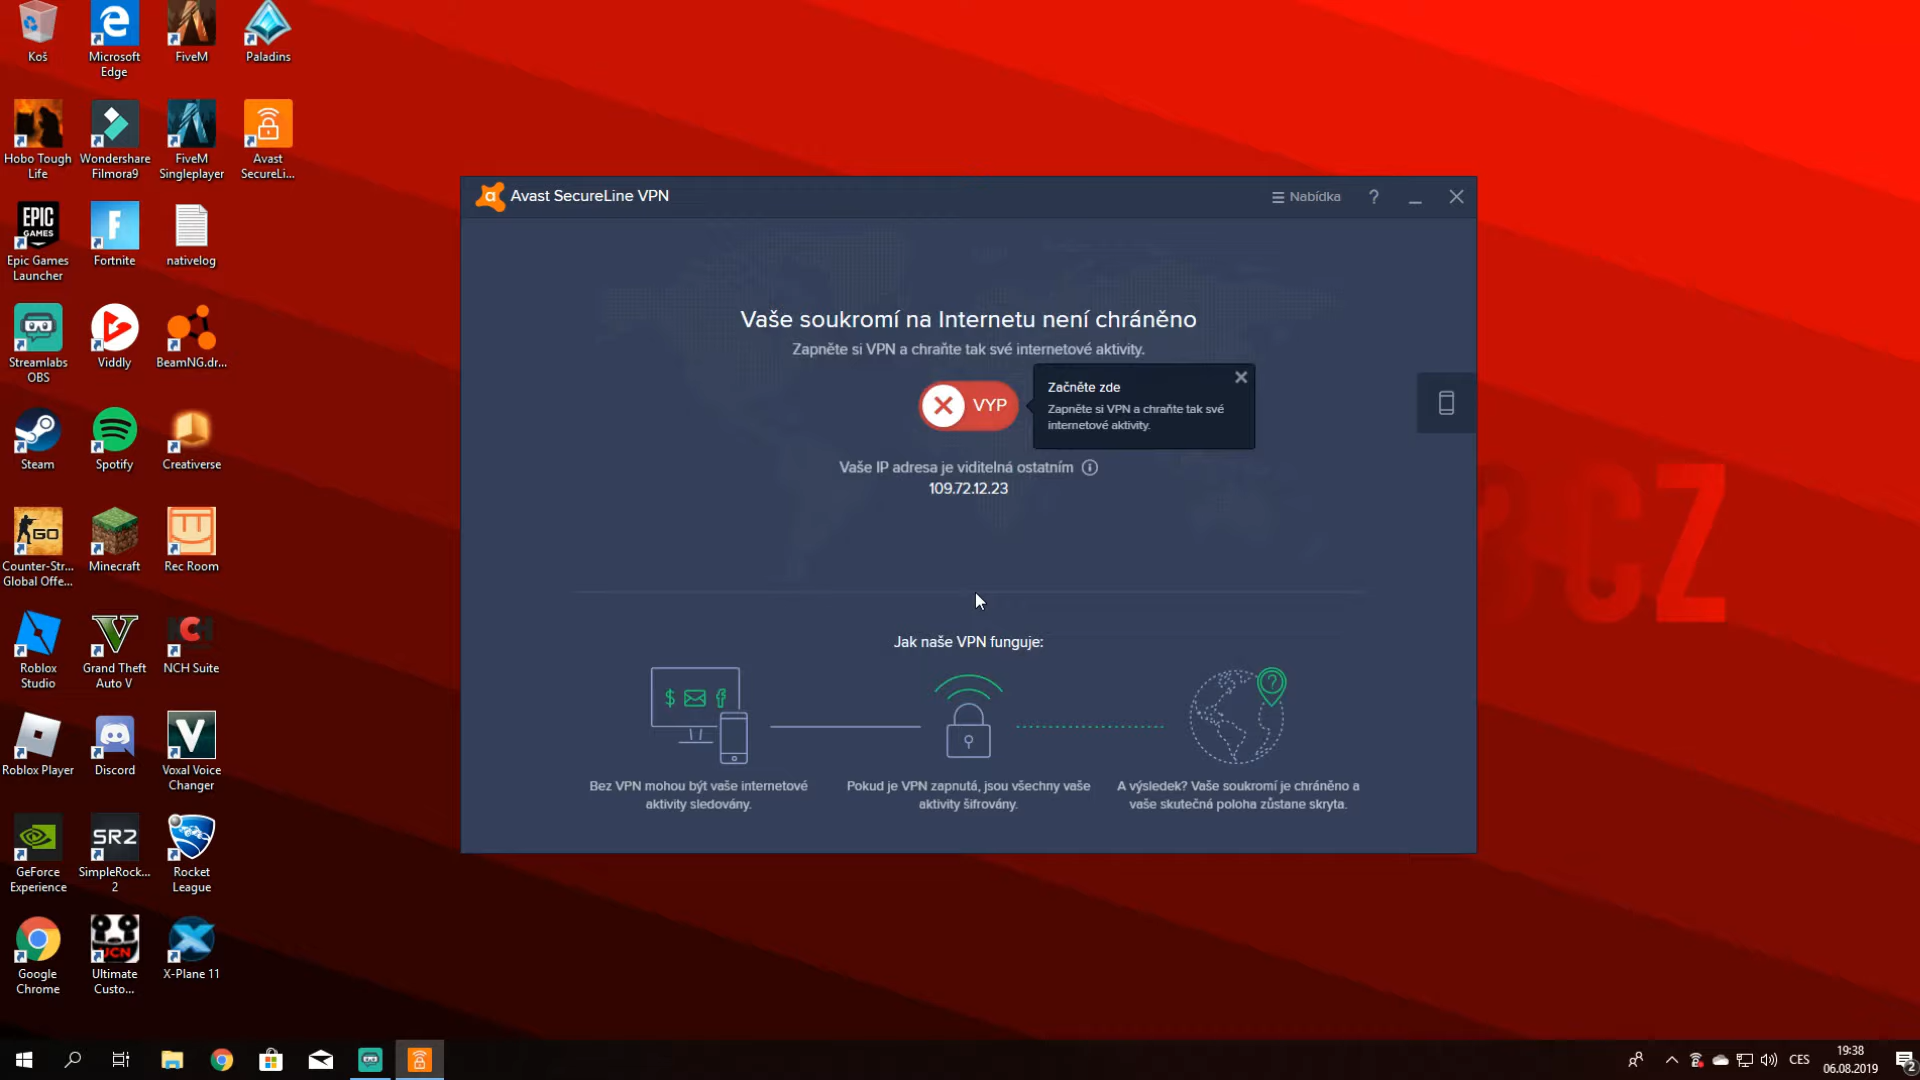 Koš
Microsoft
Edge
FiveM
Paladins
Hobo Tough
Life
Wondershare
Filmora9
FiveM
Singleplayer
Avast
SecureLi...
EPIC
GAMES
Epic Games
Launcher
Fortnite
nativelog
Streamlabs
OBS
Viddly
BeamNG.dr...
Steam
Spotify
Creativerse
GO
Counter-Str...
Global Offe...
Minecraft
Rec Room
Roblox
Studio
Grand Theft
Auto V
NCH Suite
Roblox Player
Discord
Voxal Voice
Changer
GeForce
Experience
SR2
SimpleRock...
2
Rocket
League
Google
Chrome
UCN
Ultimate
Custo...
X-Plane 11
Avast SecureLine VPN
Nabídka
?
Vaše soukromí na Internetu není chráněno
Zapněte si VPN a chraňte tak své internetové aktivity.
VYP
Začněte zde
Zapněte si VPN a chraňte tak své
internetové aktivity.
Vaše IP adresa je viditelná ostatním
109.72.12.23
Jak naše VPN funguje:
Bez VPN mohou být vaše internetové
aktivity sledovány.
Pokud je VPN zapnutá, jsou všechny vaše
aktivity šifrovány.
A výsledek? Vaše soukromí je chráněno a
vaše skutečná poloha zůstane skryta.
CZ
CES
19:38
06.08.2019
2